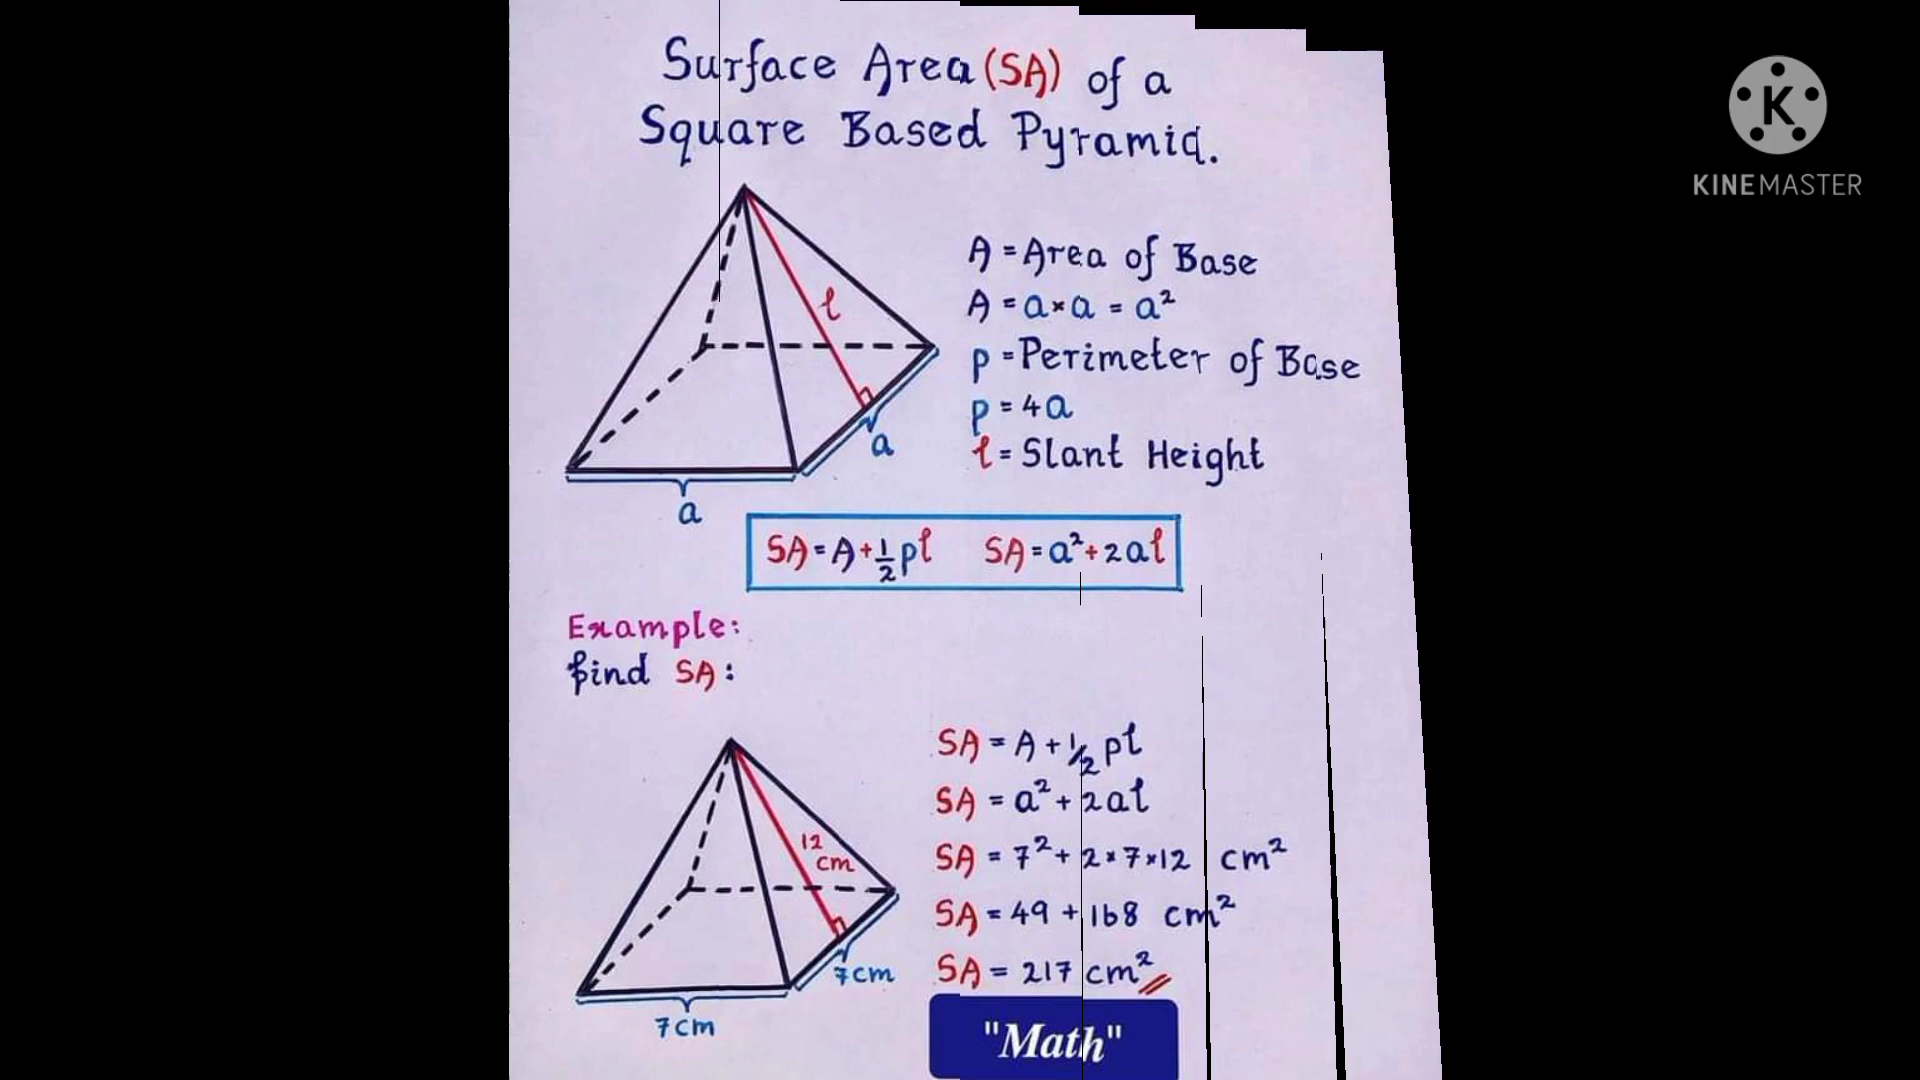 Surface Area (SA) of a
Square Based Pyramid.
KINEMASTER
l
a
a
A = Area of Base
A = a×a = a²
p = Perimeter of Base
p = 4a
l = Slant Height
SA = A + 1/2 pl SA = a² + 2al
Example:
find SA:
12
cm
7cm
7cm
SA = A + 1/2 pl
SA = a² + 2al
SA = 7² + 2×7×12 cm²
SA = 49 + 168 cm²
SA = 217 cm²
"Math"